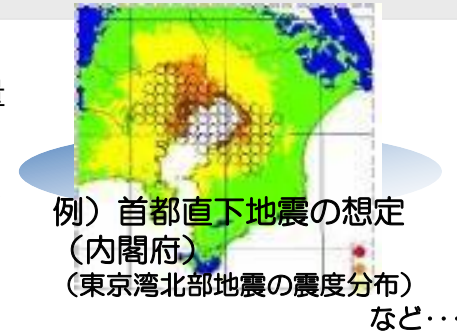 例）首都直下地震の想定
（内閣府）
（東京湾北部地震の震度分布）
など･･･